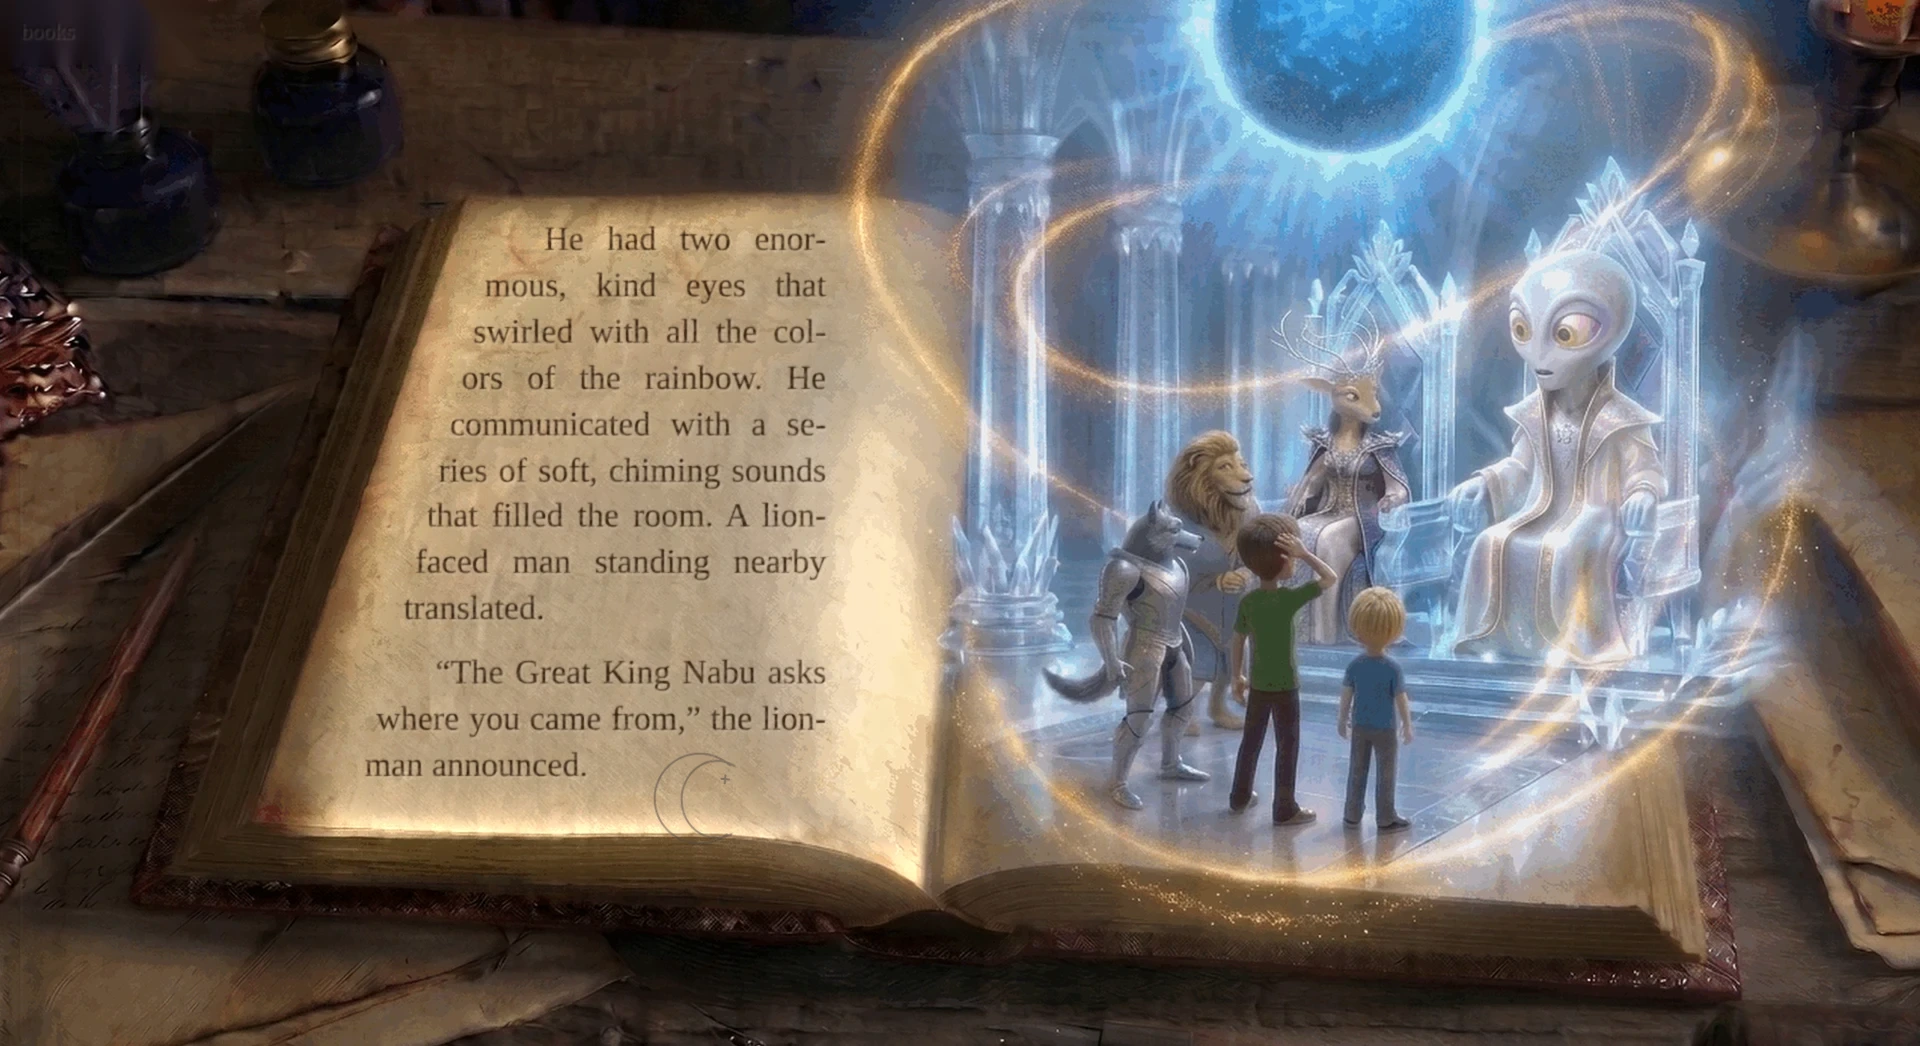 books
He had two enor-
mous, kind eyes that
swirled with all the col-
ors of the rainbow. He
communicated with a se-
ries of soft, chiming sounds
that filled the room. A lion-
faced man standing nearby
translated.
“The Great King Nabu asks
where you came from,” the lion-
man announced.